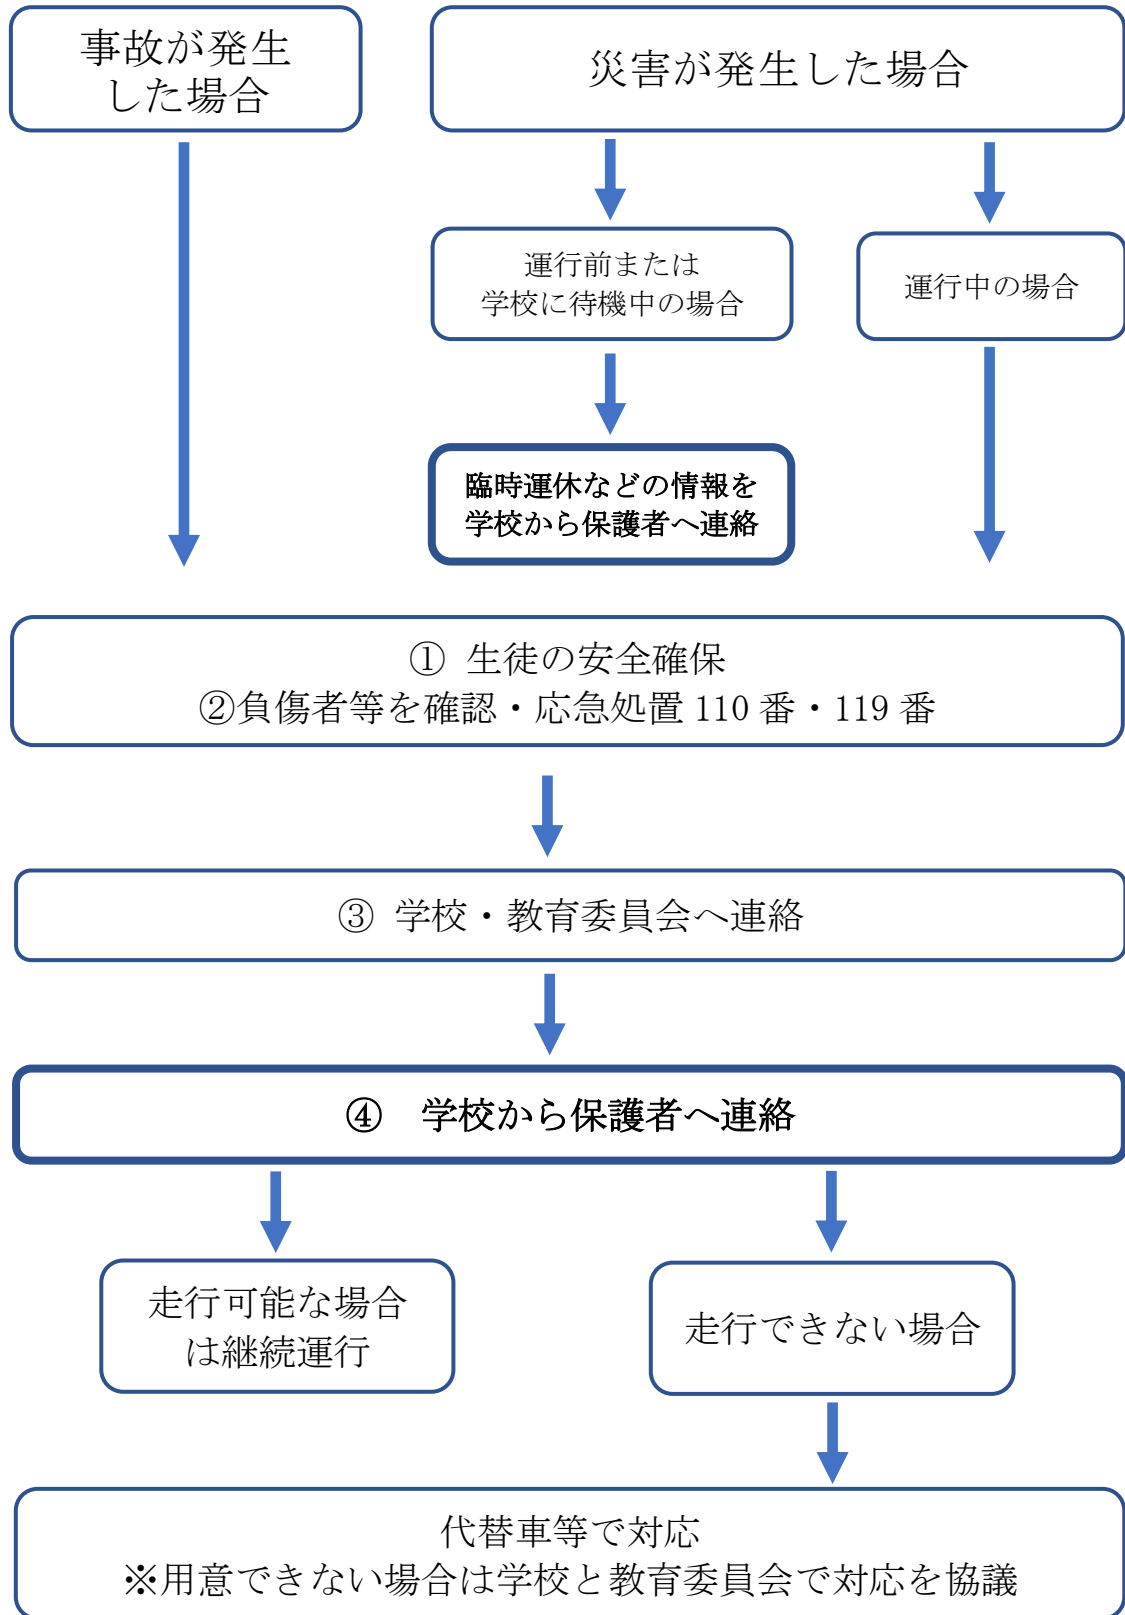 事故が発生
した場合
災害が発生した場合
運行前または
学校に待機中の場合
運行中の場合
臨時運休などの情報を
学校から保護者へ連絡
① 生徒の安全確保
②負傷者等を確認・応急処置 110 番・119 番
③ 学校・教育委員会へ連絡
④　学校から保護者へ連絡
走行可能な場合
は継続運行
走行できない場合
代替車等で対応
※用意できない場合は学校と教育委員会で対応を協議